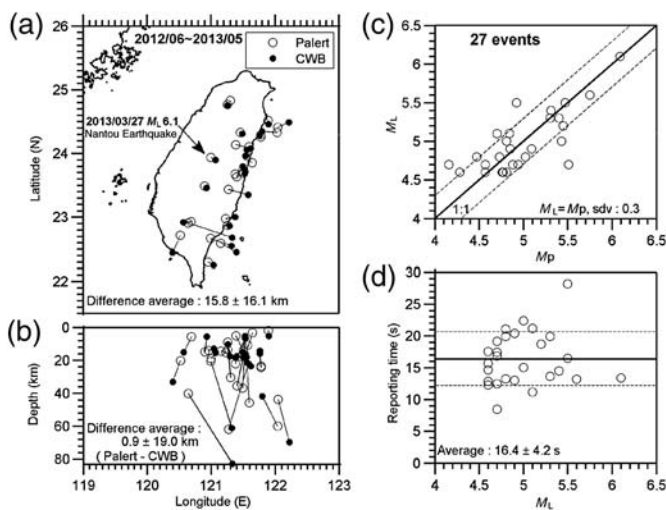 (a)
2012/06~2013/05
Palert
CWB
2013/03/27 ML 6.1
Nantou Earthquake
Difference average : 15.8 ± 16.1 km
Latitude (N)
26
25
24
23
22
(b)
Difference average :
0.9 ± 19.0 km
( Palert - CWB )
Depth (km)
0
20
40
60
80
119
120
121
122
123
Longitude (E)
(c)
27 events
1:1
ML= Mp, sdv : 0.3
ML
6.5
6.0
5.5
5.0
4.5
4.0
4
4.5
5
5.5
6
6.5
Mp
(d)
Average : 16.4 ± 4.2 s
Reporting time (s)
30
25
20
15
10
5
0
4
4.5
5
5.5
6
6.5
ML